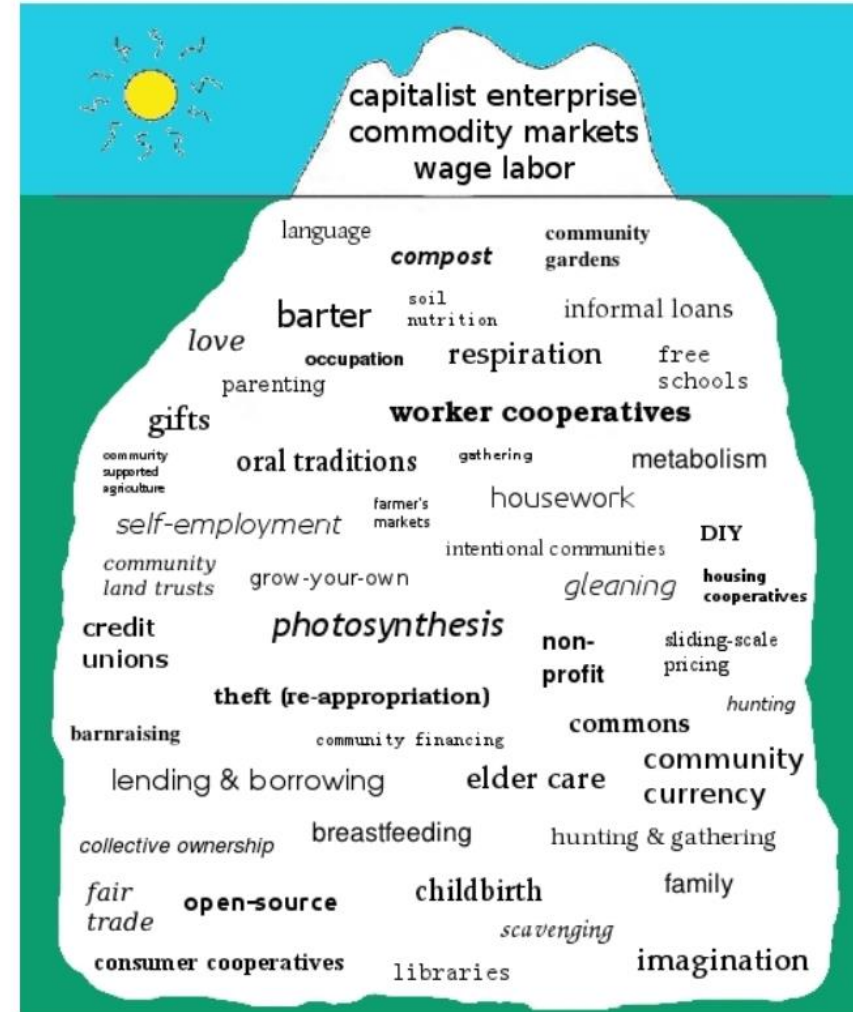 capitalist enterprise
commodity markets
wage labor
language
compost
community
gardens
barter
soil
nutrition
informal loans
love
occupation
respiration
free
schools
parenting
gifts
worker cooperatives
community
supported
agriculture
oral traditions
gathering
metabolism
self-employment
farmer's
markets
housework
DIY
intentional communities
community
land trusts
grow-your-own
gleaning
housing
cooperatives
credit
unions
photosynthesis
non-
profit
sliding-scale
pricing
theft (re-appropriation)
hunting
barnraising
community financing
commons
lending & borrowing
elder care
community
currency
collective ownership
breastfeeding
hunting & gathering
fair
trade
open-source
childbirth
family
scavenging
consumer cooperatives
libraries
imagination